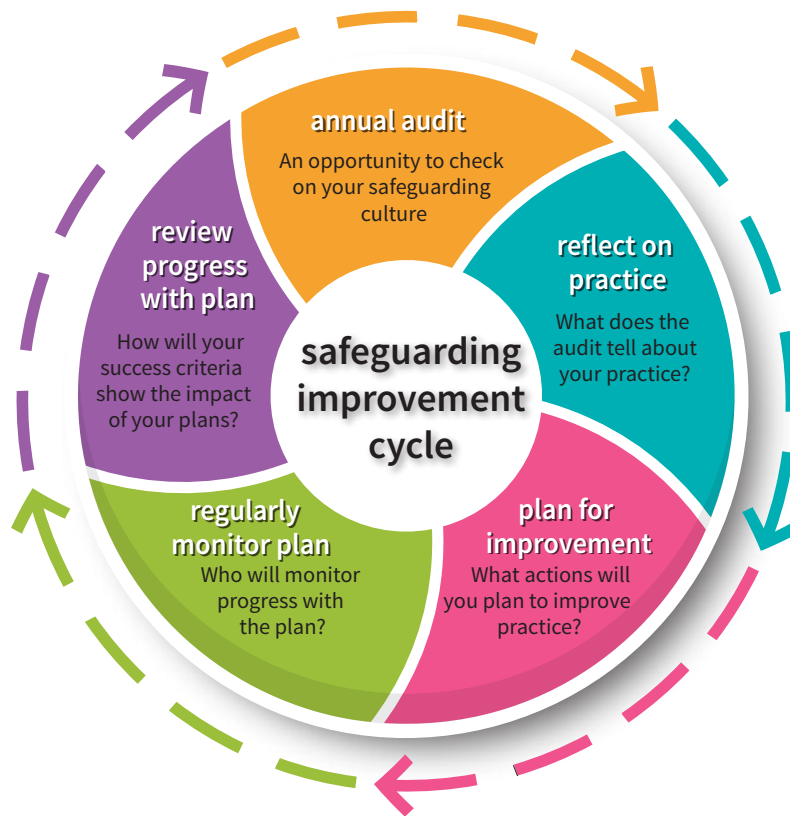 annual audit
An opportunity to check
on your safeguarding
culture
reflect on
practice
What does the
audit tell about
your practice?
plan for
improvement
What actions will
you plan to improve
practice?
regularly
monitor plan
Who will monitor
progress with
the plan?
review
progress
with plan
How will your
success criteria
show the impact
of your plans?
safeguarding
improvement
cycle